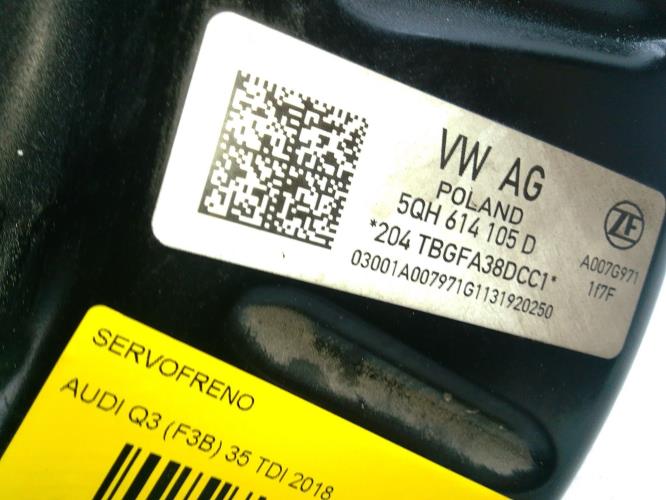 VW AG
POLAND
5QH 614 105 D
*204 TBGFA38DCC1*
03001A007971G1131920250
ZF
A007G971
1f7F
SERVOFRENO
AUDI Q3 (F3B) 35 TDI 2018